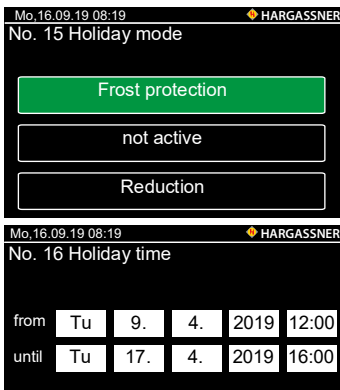 Mo,16.09.19 08:19 HARGASSNER
No. 15 Holiday mode
Frost protection
not active
Reduction
Mo,16.09.19 08:19 HARGASSNER
No. 16 Holiday time
from Tu 9. 4. 2019 12:00
until Tu 17. 4. 2019 16:00